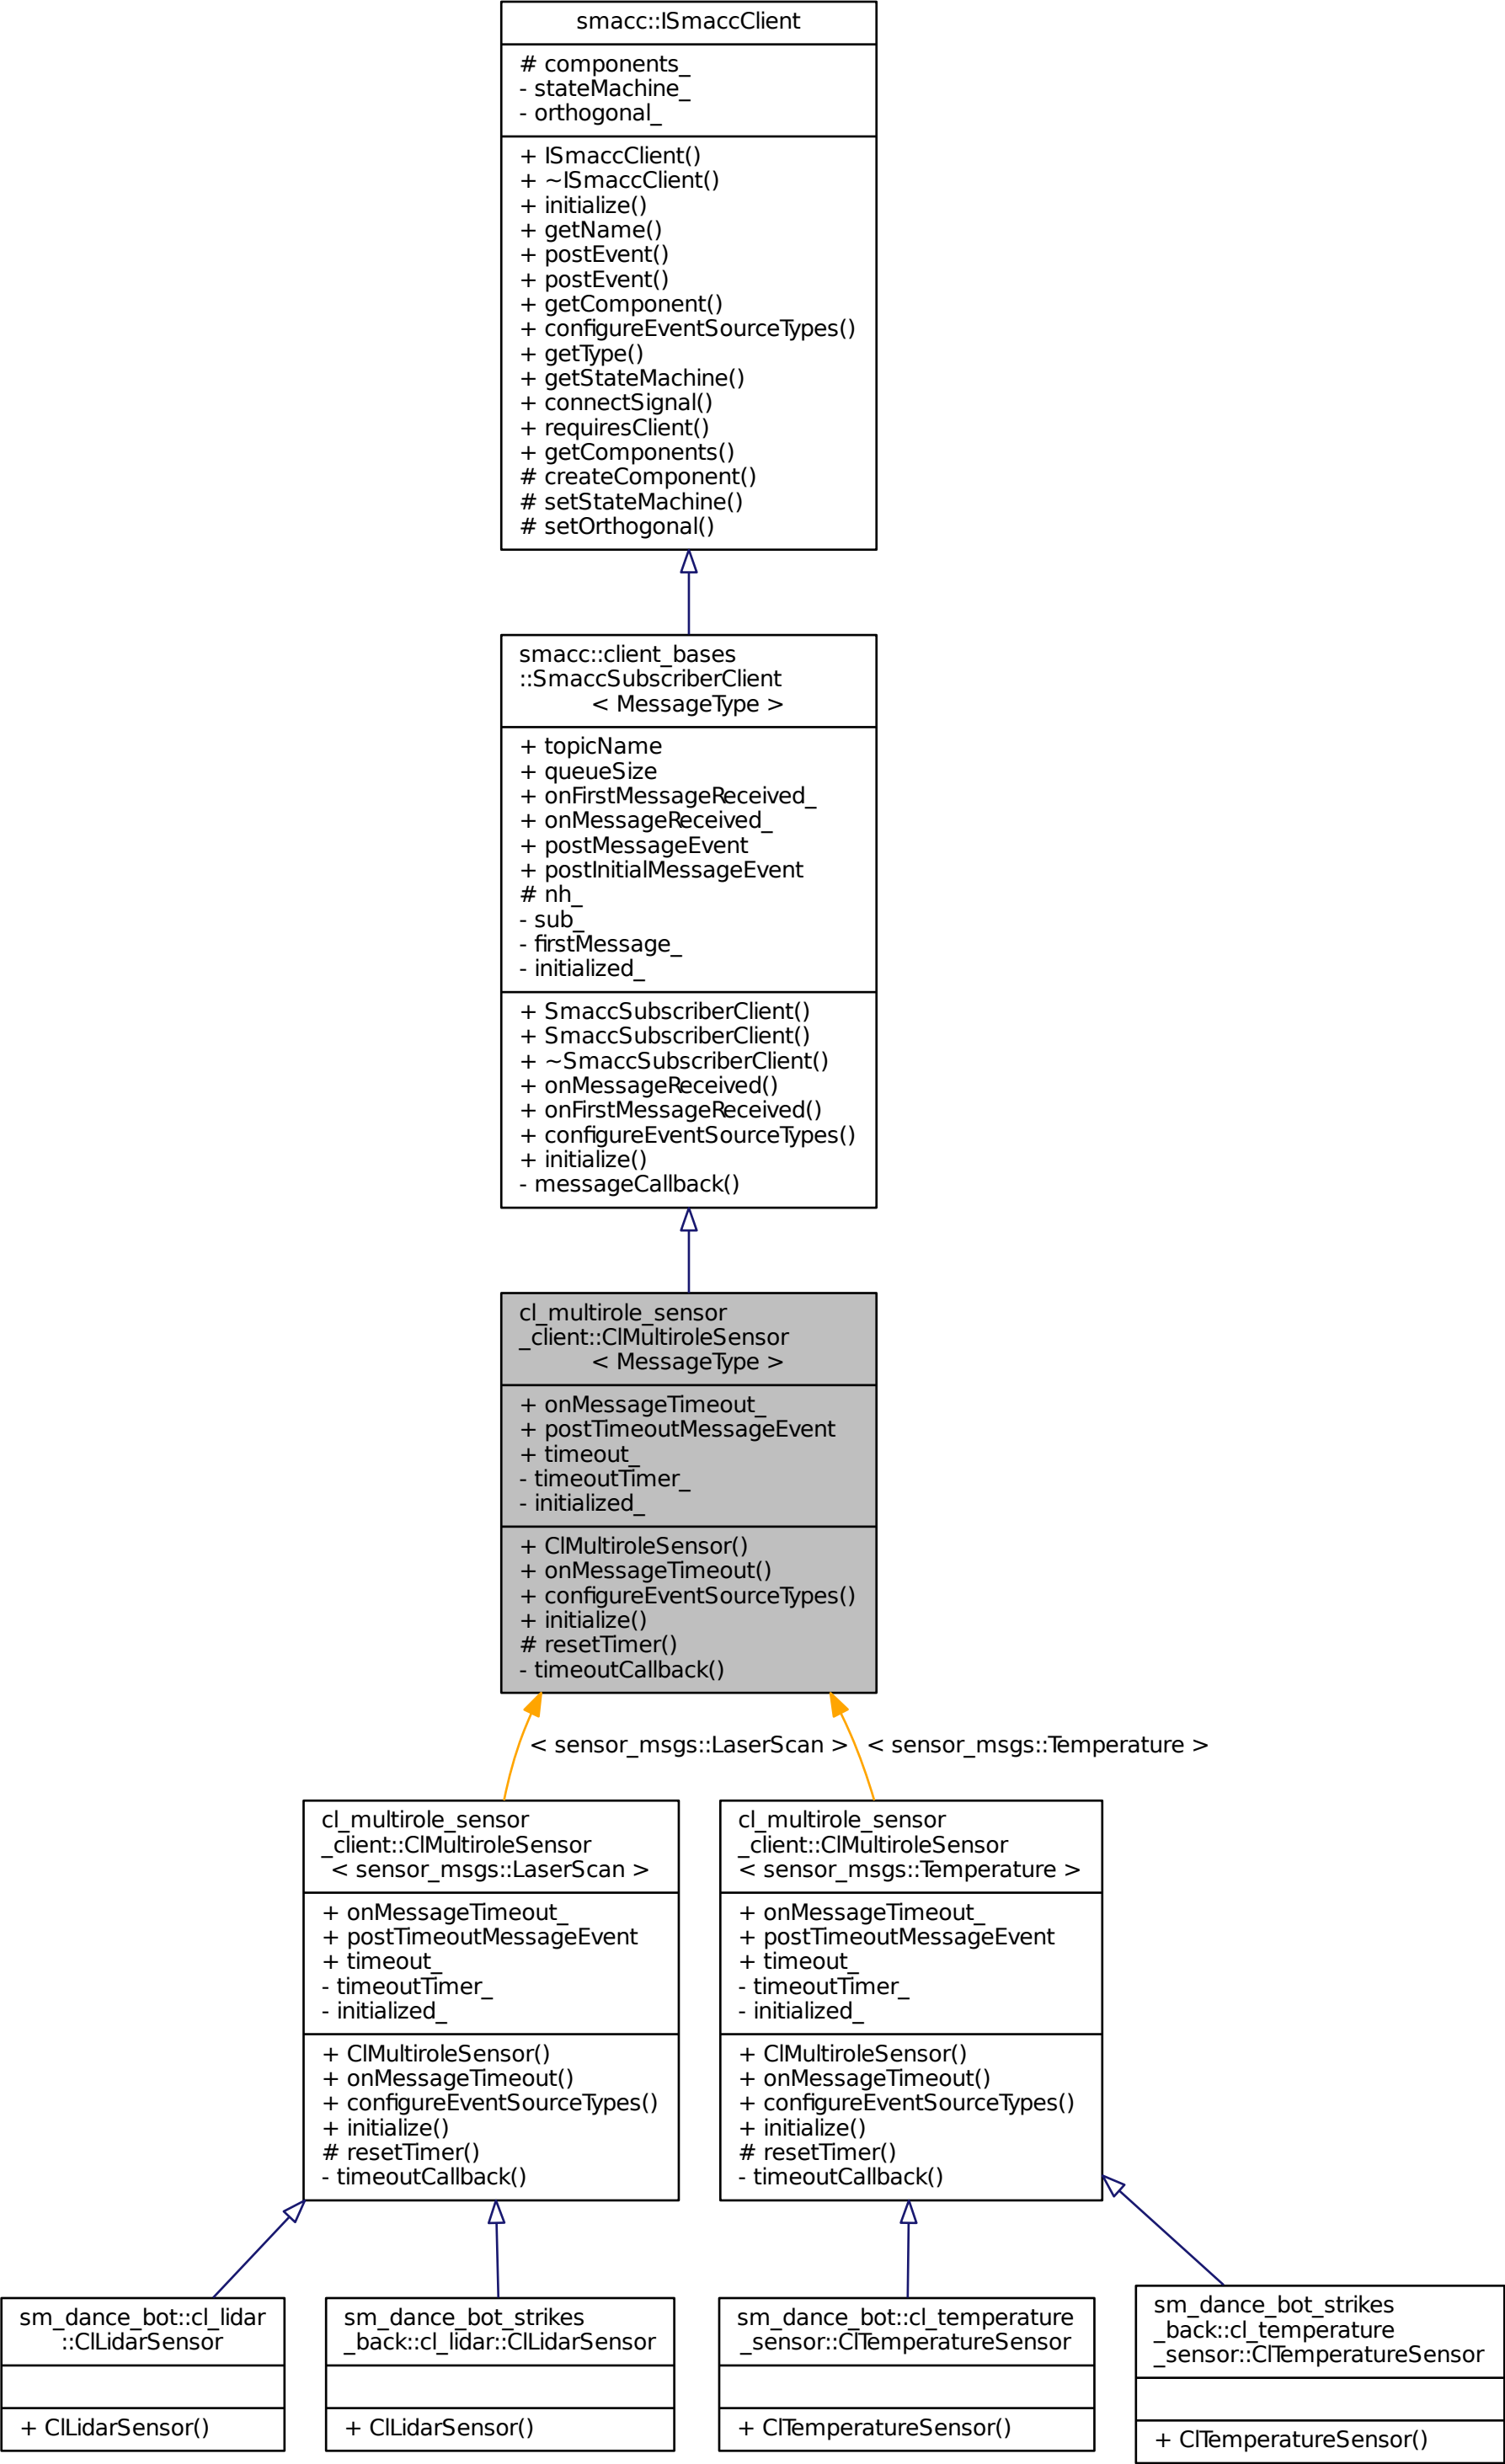 smacc::ISmaccClient
# components_
- stateMachine_
- orthogonal_
+ ISmaccClient()
+ ~ISmaccClient()
+ initialize()
+ getName()
+ postEvent()
+ postEvent()
+ getComponent()
+ configureEventSourceTypes()
+ getType()
+ getStateMachine()
+ connectSignal()
+ requiresClient()
+ getComponents()
# createComponent()
# setStateMachine()
# setOrthogonal()
smacc::client_bases
::SmaccSubscriberClient
< MessageType >
+ topicName
+ queueSize
+ onFirstMessageReceived_
+ onMessageReceived_
+ postMessageEvent
+ postInitialMessageEvent
# nh_
- sub_
- firstMessage_
- initialized_
+ SmaccSubscriberClient()
+ SmaccSubscriberClient()
+ ~SmaccSubscriberClient()
+ onMessageReceived()
+ onFirstMessageReceived()
+ configureEventSourceTypes()
+ initialize()
- messageCallback()
cl_multirole_sensor
_client::ClMultiroleSensor
< MessageType >
+ onMessageTimeout_
+ postTimeoutMessageEvent
+ timeout_
- timeoutTimer_
- initialized_
+ ClMultiroleSensor()
+ onMessageTimeout()
+ configureEventSourceTypes()
+ initialize()
# resetTimer()
- timeoutCallback()
< sensor_msgs::LaserScan >
< sensor_msgs::Temperature >
cl_multirole_sensor
_client::ClMultiroleSensor
< sensor_msgs::LaserScan >
+ onMessageTimeout_
+ postTimeoutMessageEvent
+ timeout_
- timeoutTimer_
- initialized_
+ ClMultiroleSensor()
+ onMessageTimeout()
+ configureEventSourceTypes()
+ initialize()
# resetTimer()
- timeoutCallback()
cl_multirole_sensor
_client::ClMultiroleSensor
< sensor_msgs::Temperature >
+ onMessageTimeout_
+ postTimeoutMessageEvent
+ timeout_
- timeoutTimer_
- initialized_
+ ClMultiroleSensor()
+ onMessageTimeout()
+ configureEventSourceTypes()
+ initialize()
# resetTimer()
- timeoutCallback()
sm_dance_bot::cl_lidar
::ClLidarSensor
+ ClLidarSensor()
sm_dance_bot_strikes
_back::cl_lidar::ClLidarSensor
+ ClLidarSensor()
sm_dance_bot::cl_temperature
_sensor::ClTemperatureSensor
+ ClTemperatureSensor()
sm_dance_bot_strikes
_back::cl_temperature
_sensor::ClTemperatureSensor
+ ClTemperatureSensor()